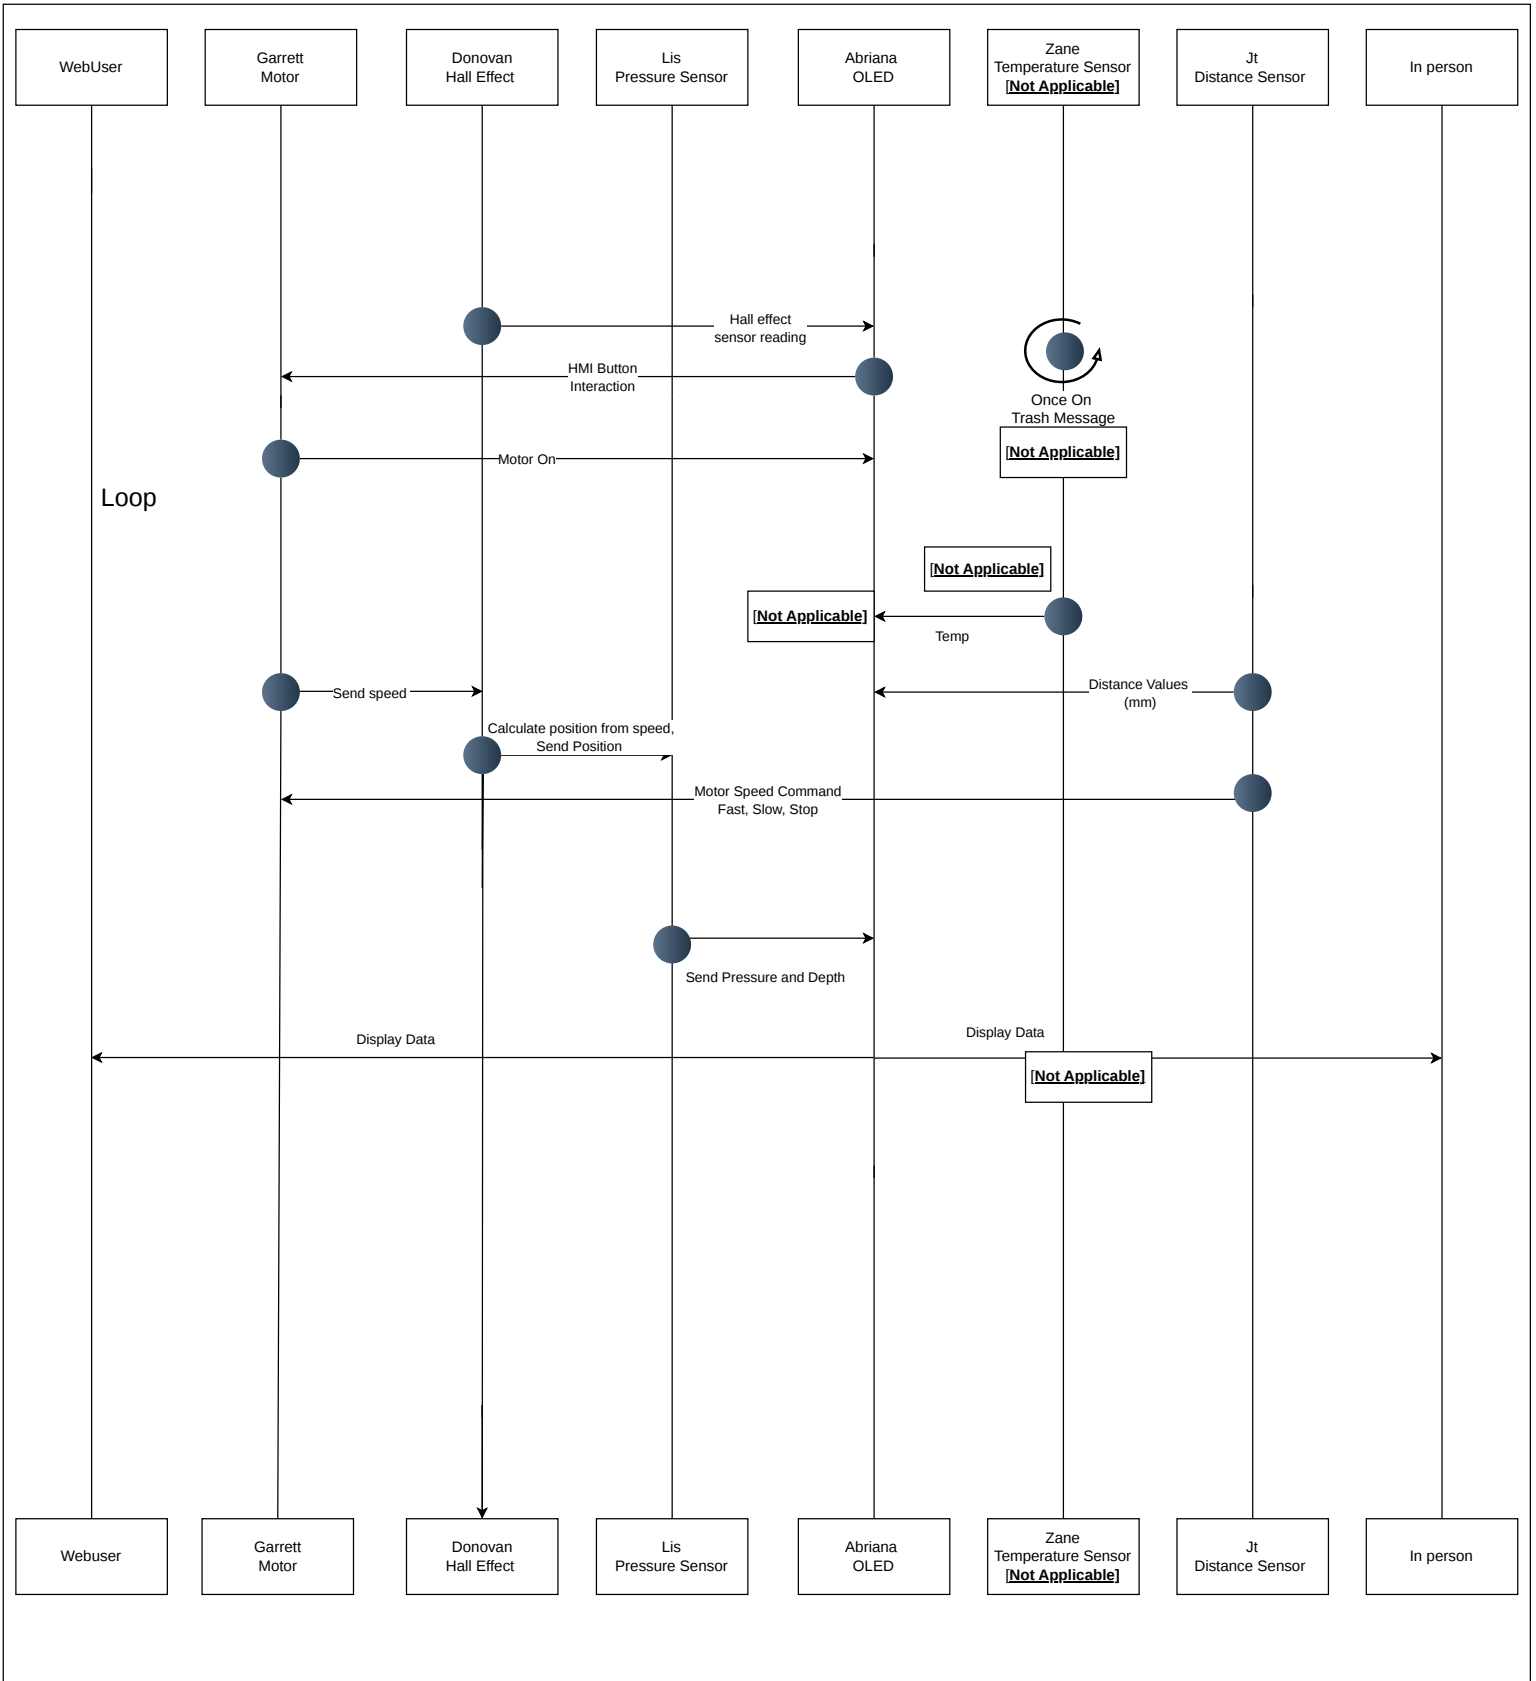 WebUser
Garrett
Motor
Donovan
Hall Effect
Lis
Pressure Sensor
Abriana
OLED
Zane
Temperature Sensor
[Not Applicable]
Jt
Distance Sensor
In person
Hall effect
sensor reading
HMI Button
Interaction
Once On
Trash Message
[Not Applicable]
Motor On
Loop
[Not Applicable]
[Not Applicable]
Temp
Send speed
Distance Values
(mm)
Calculate position from speed,
Send Position
Motor Speed Command
Fast, Slow, Stop
Send Pressure and Depth
Display Data
Display Data
[Not Applicable]
Webuser
Garrett
Motor
Donovan
Hall Effect
Lis
Pressure Sensor
Abriana
OLED
Zane
Temperature Sensor
[Not Applicable]
Jt
Distance Sensor
In person